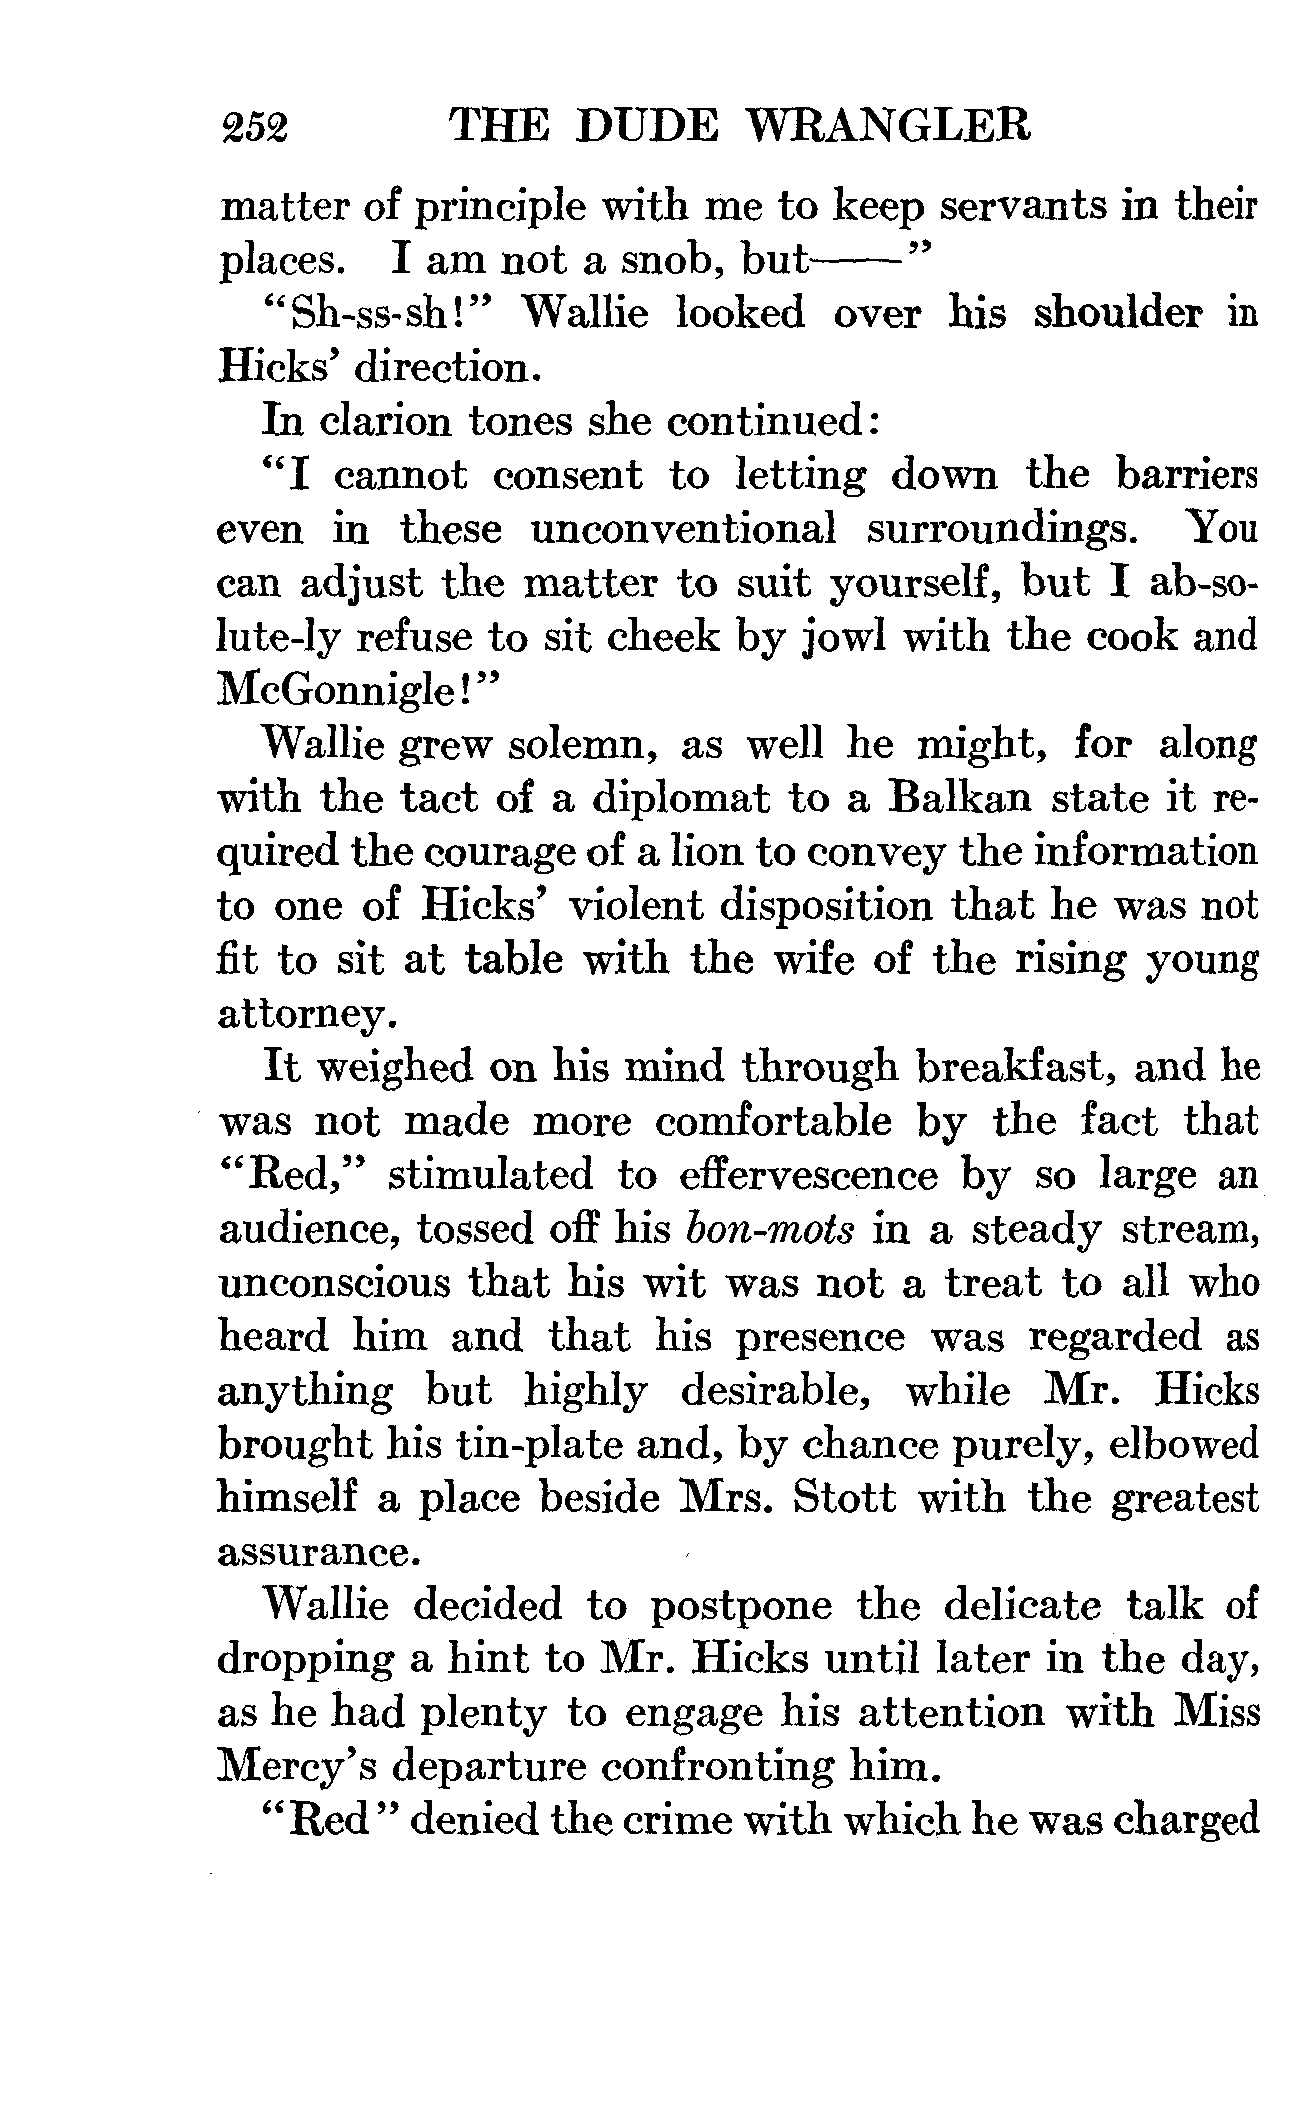 252 THE DUDE WRANGLER
matter of principle with me to keep servants in their
places. I am not a snob, but——"
"Sh-ss-sh!" Wallie looked over his shoulder in
Hicks' direction.
In clarion tones she continued:
"I cannot consent to letting down the barriers
even in these unconventional surroundings. You
can adjust the matter to suit yourself, but I ab-so-
lute-ly refuse to sit cheek by jowl with the cook and
McGonnigle!"
Wallie grew solemn, as well he might, for along
with the tact of a diplomat to a Balkan state it re-
quired the courage of a lion to convey the information
to one of Hicks' violent disposition that he was not
fit to sit at table with the wife of the rising young
attorney.
It weighed on his mind through breakfast, and he
was not made more comfortable by the fact that
"Red," stimulated to effervescence by so large an
audience, tossed off his bon-mots in a steady stream,
unconscious that his wit was not a treat to all who
heard him and that his presence was regarded as
anything but highly desirable, while Mr. Hicks
brought his tin-plate and, by chance purely, elbowed
himself a place beside Mrs. Stott with the greatest
assurance.
Wallie decided to postpone the delicate talk of
dropping a hint to Mr. Hicks until later in the day,
as he had plenty to engage his attention with Miss
Mercy's departure confronting him.
"Red" denied the crime with which he was charged